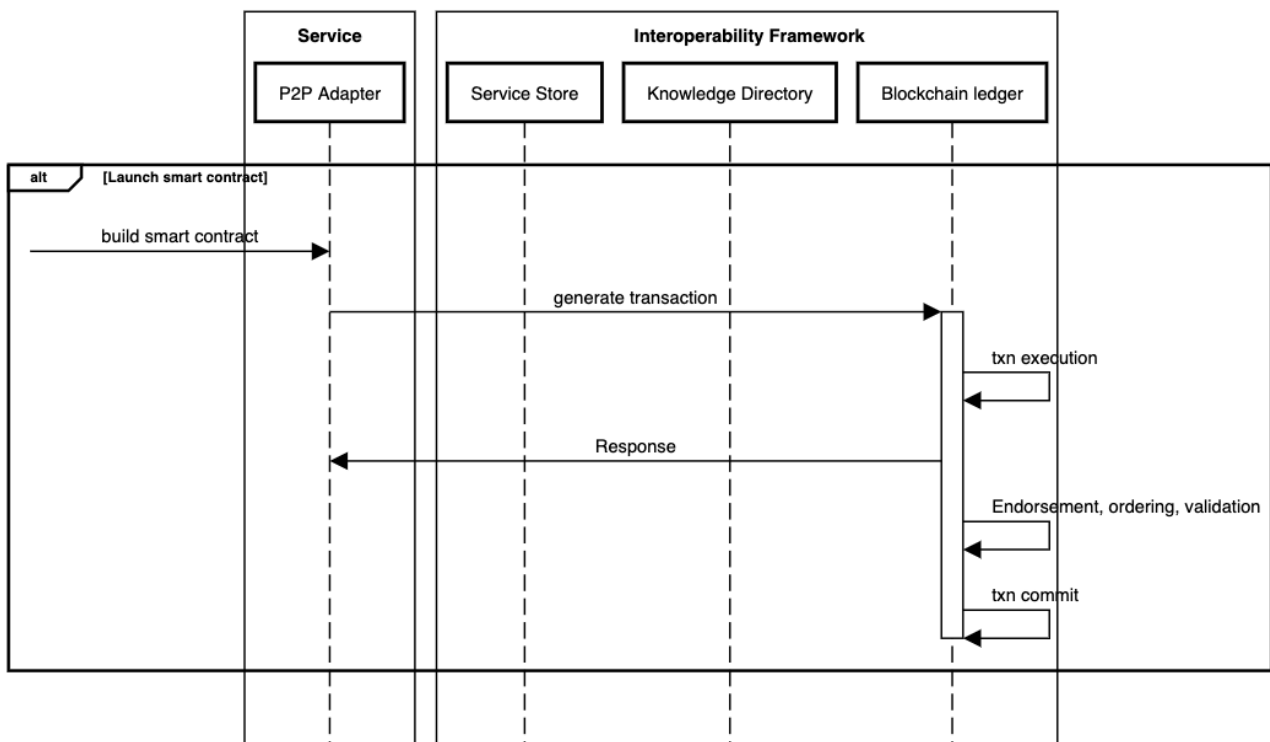 Service
Interoperability Framework
P2P Adapter
Service Store
Knowledge Directory
Blockchain ledger
alt
[Launch smart contract]
build smart contract
generate transaction
txn execution
Response
Endorsement, ordering, validation
txn commit